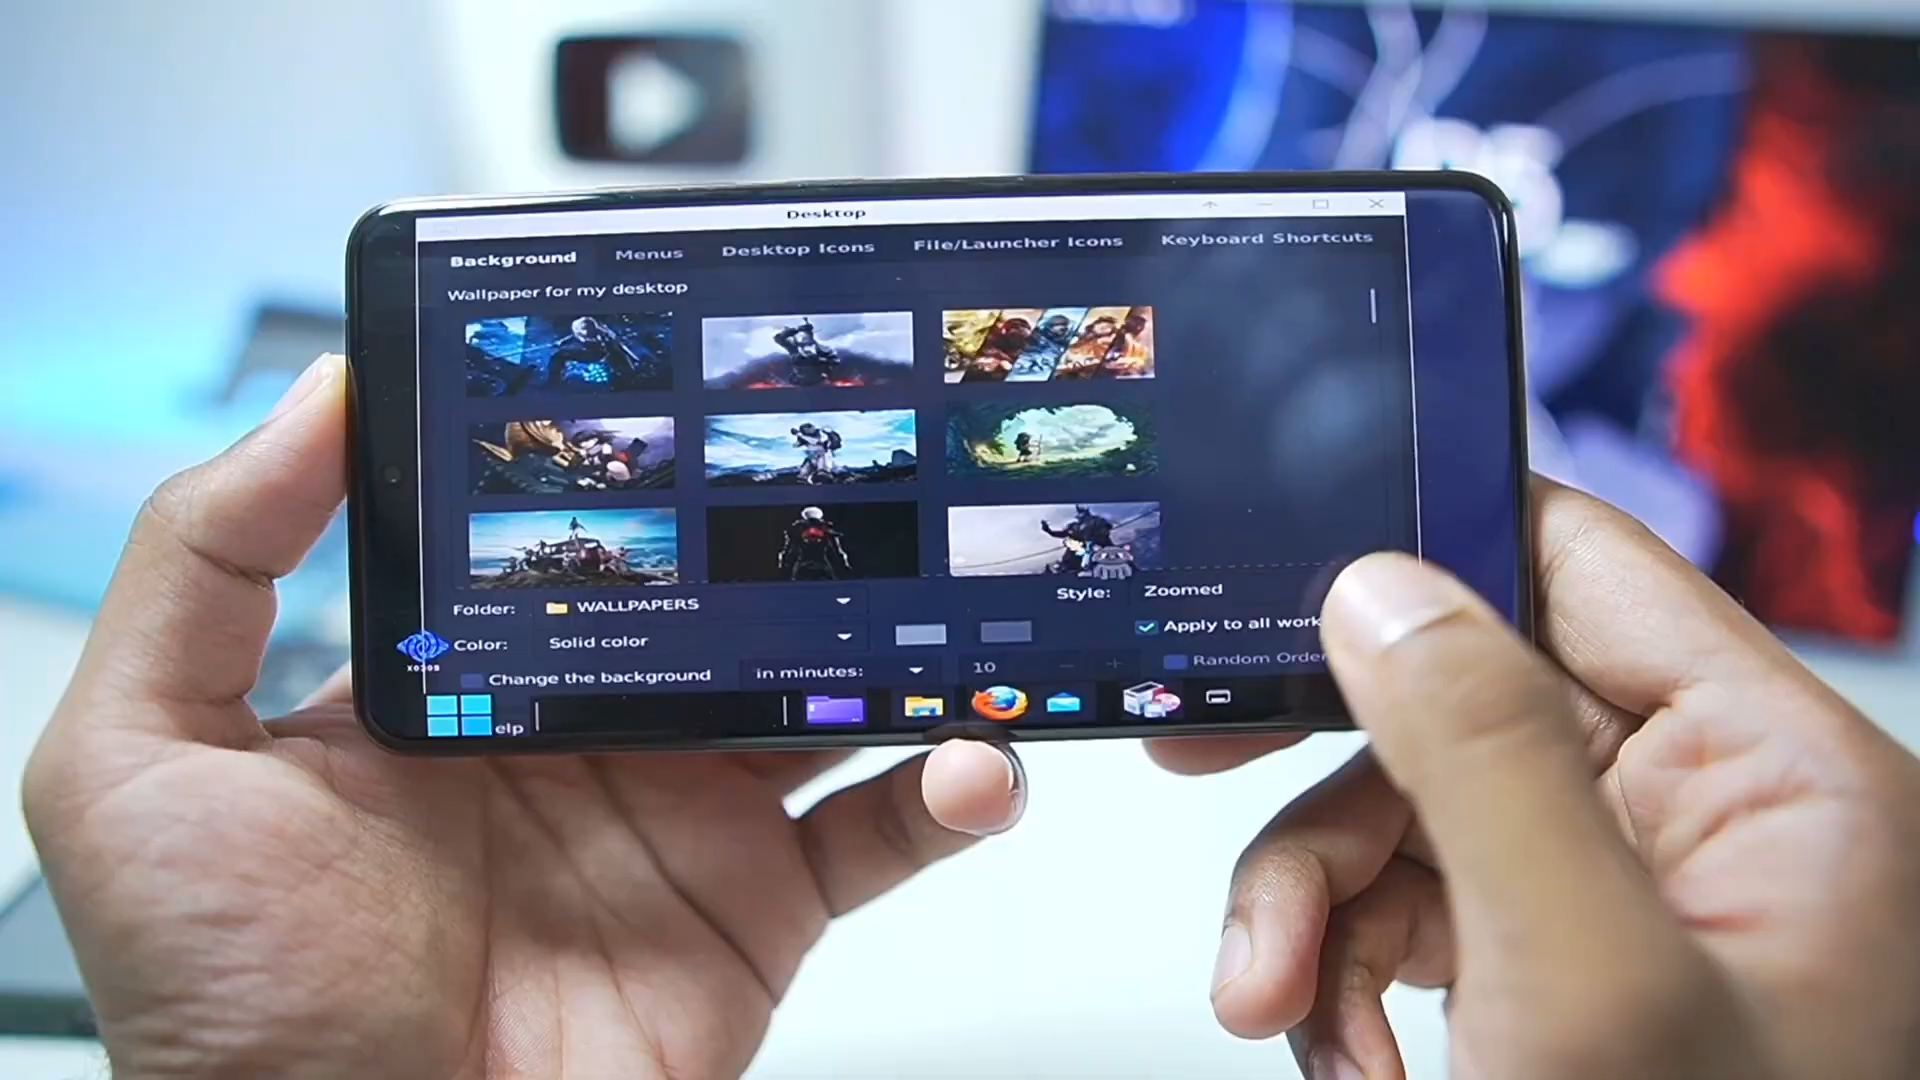 Desktop
Background Menus Desktop Icons File/Launcher Icons Keyboard Shortcuts
Wallpaper for my desktop
Folder: WALLPAPERS Style: Zoomed
Color: Solid color Apply to all work
Change the background in minutes: 10 Random Order
elp